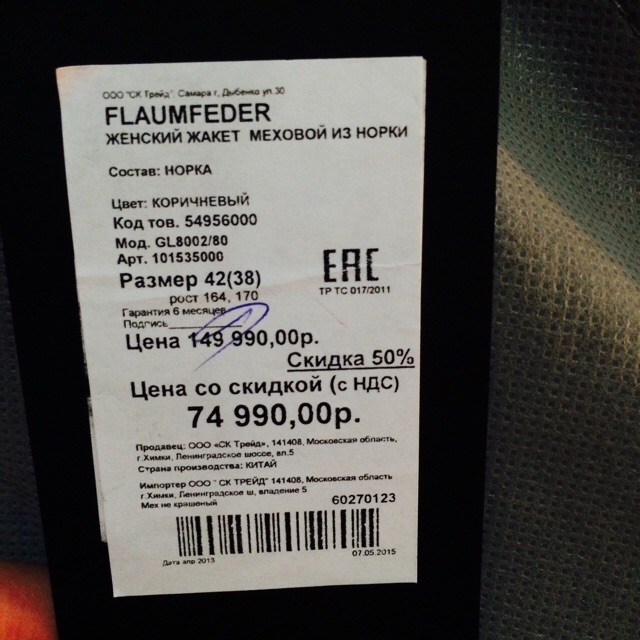 ООО "СК Трейд" Самара г, Дыбенко ул.30
FLAUMFEDER
ЖЕНСКИЙ ЖАКЕТ МЕХОВОЙ ИЗ НОРКИ
Состав: НОРКА
Цвет: КОРИЧНЕВЫЙ
Код тов. 54956000
Мод. GL8002/80
Арт. 101535000
EAC
Размер 42(38)
ТР ТС 017/2011
рост 164, 170
Гарантия 6 месяцев
Подпись
Цена 149 990,00р.
Скидка 50%
Цена со скидкой (с НДС)
74 990,00р.
Продавец: ООО «СК Трейд», 141408, Московская область,
г.Химки, Ленинградское шоссе, вл.5
Страна производства: КИТАЙ
Импортер ООО " СК ТРЕЙД" 141408, Московская область
г.Химки, Ленинградское ш, владение 5
Мех не крашеный
60270123
Дата апр 2013
07.05.2015